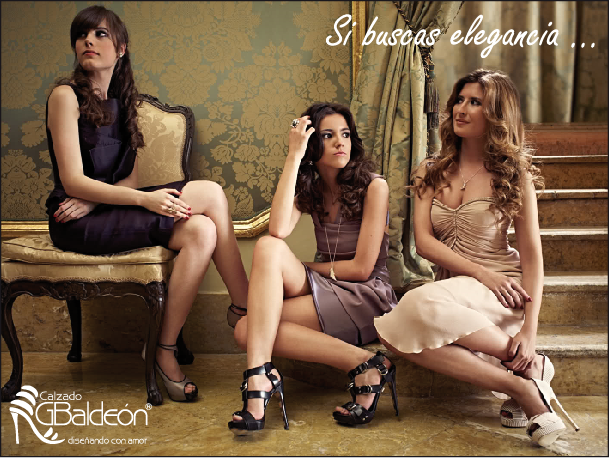 Si buscas elegancia ...
Calzado
GBaldeón®
diseñando con amor